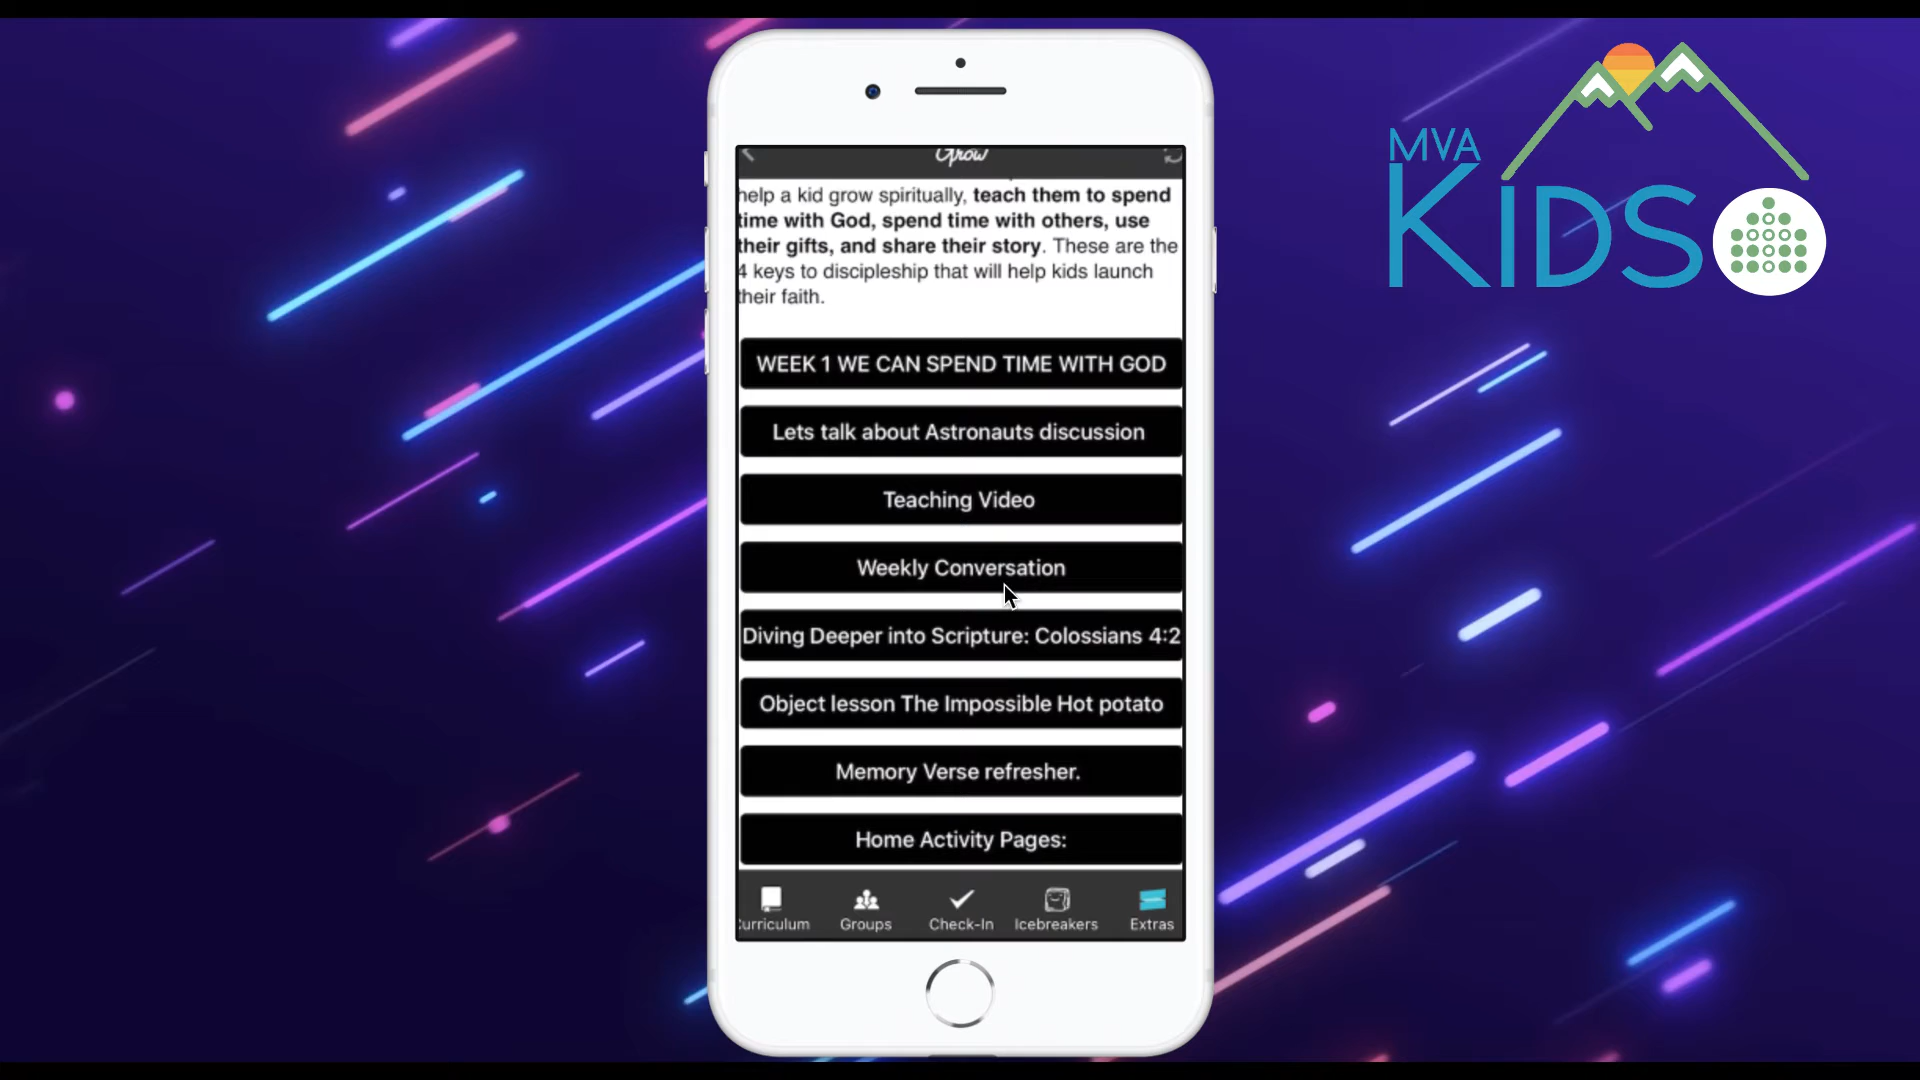 Grow
help a kid grow spiritually, teach them to spend
time with God, spend time with others, use
their gifts, and share their story. These are the
4 keys to discipleship that will help kids launch
their faith.
WEEK 1 WE CAN SPEND TIME WITH GOD
Lets talk about Astronauts discussion
Teaching Video
Weekly Conversation
Diving Deeper into Scripture: Colossians 4:2
Object lesson The Impossible Hot potato
Memory Verse refresher.
Home Activity Pages:
Curriculum
Groups
Check-In
Icebreakers
Extras
MVA
KIDS